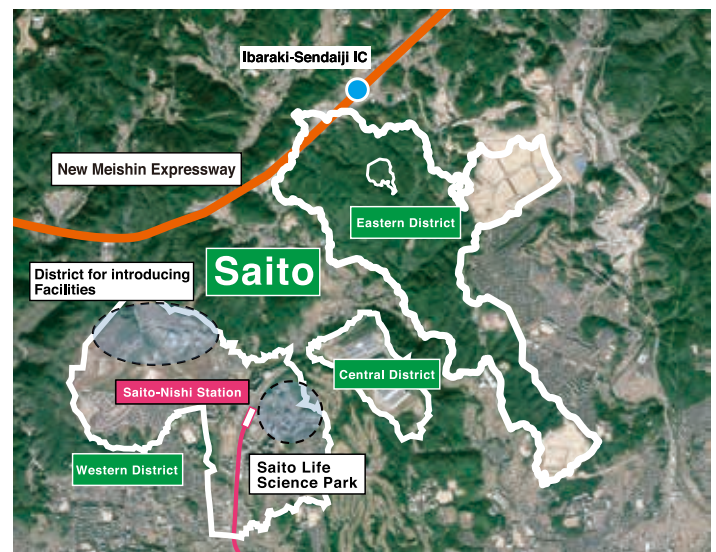 Ibaraki-Sendaiji IC
New Meishin Expressway
Eastern District
Saito
District for introducing
Facilities
Central District
Saito-Nishi Station
Western District
Saito Life
Science Park